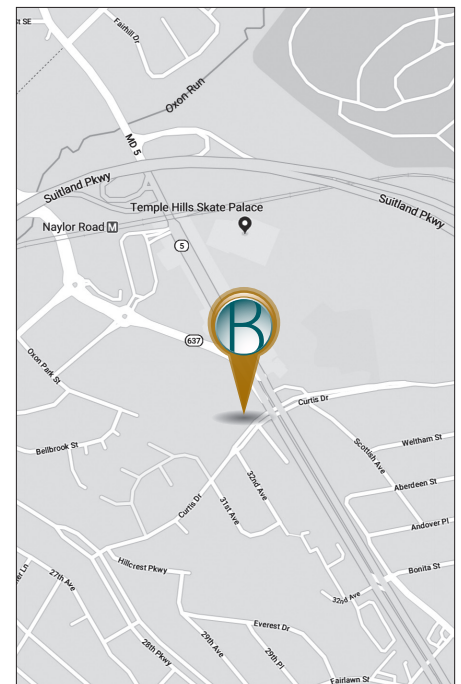 t SE
Fairhill Dr
Oxon Run
MD 5
Suitland Pkwy
Temple Hills Skate Palace
Suitland Pkwy
Naylor Road M
5
637
B
Oxon Park St
Curtis Dr
Bellbrook St
Scottish Ave
Weltham St
32nd Ave
Aberdeen St
31st Ave
Curtis Dr
Andover Pl
Hillcrest Pkwy
Bonita St
er Ln
27th Ave
32nd Ave
Everest Dr
28th Pkwy
29th Ave
29th Pl
Fairlawn St